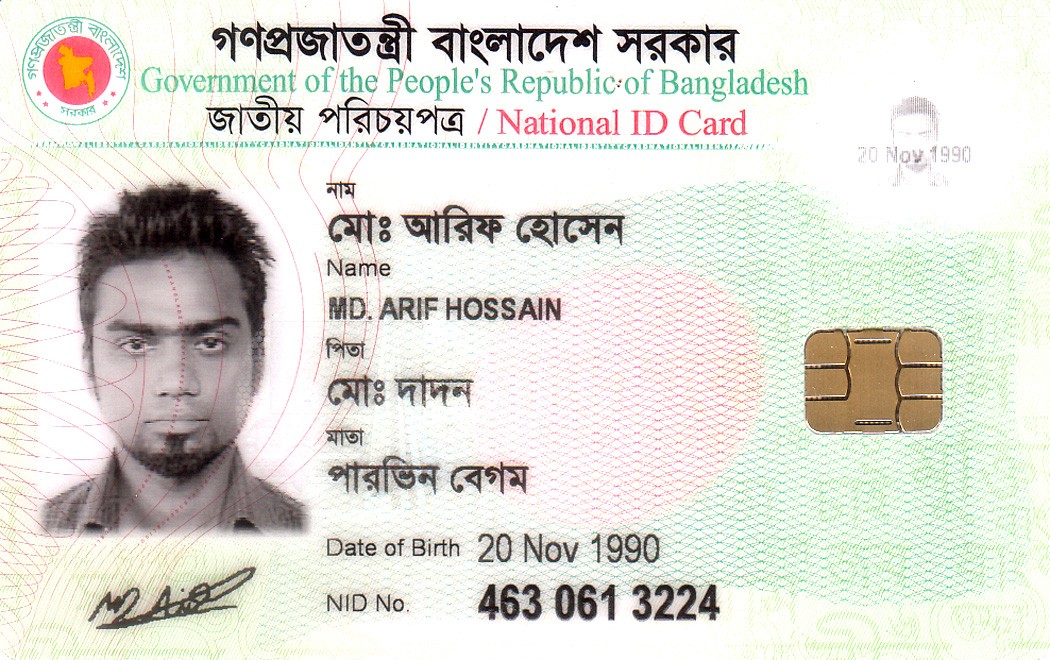 গণপ্রজাতন্ত্রী বাংলাদেশ
সরকার
গণপ্রজাতন্ত্রী বাংলাদেশ সরকার
Government of the People's Republic of Bangladesh
জাতীয় পরিচয়পত্র / National ID Card
20 Nov 1990
নাম
মোঃ আরিফ হোসেন
Name
MD. ARIF HOSSAIN
পিতা
মোঃ দাদন
মাতা
পারভিন বেগম
Date of Birth 20 Nov 1990
NID No. 463 061 3224